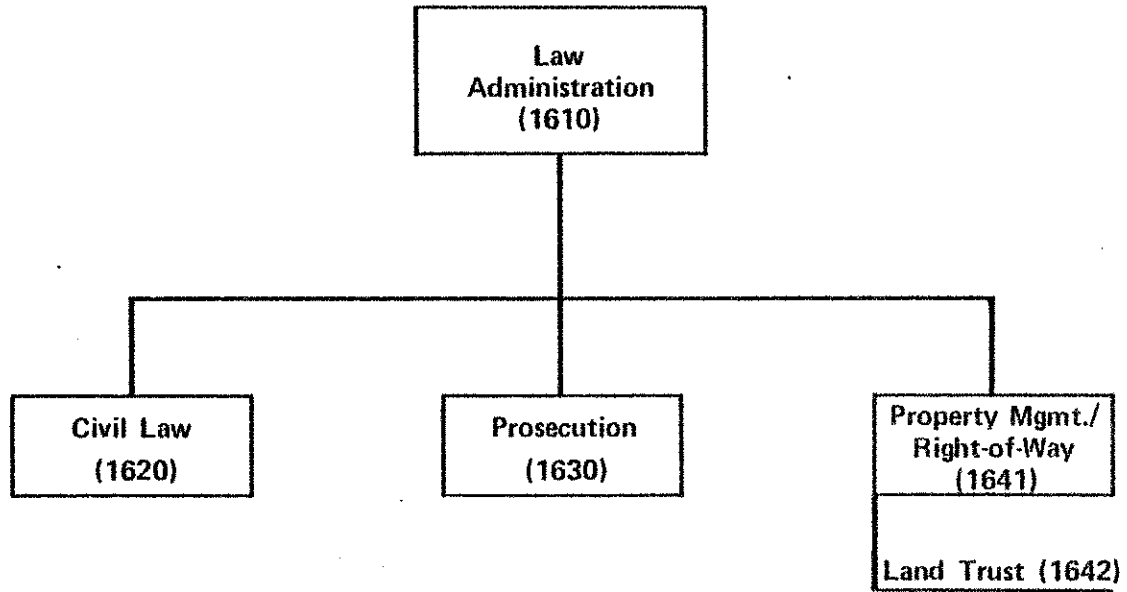 Law
Administration
(1610)
Civil Law
(1620)
Prosecution
(1630)
Property Mgmt./
Right-of-Way
(1641)
Land Trust (1642)